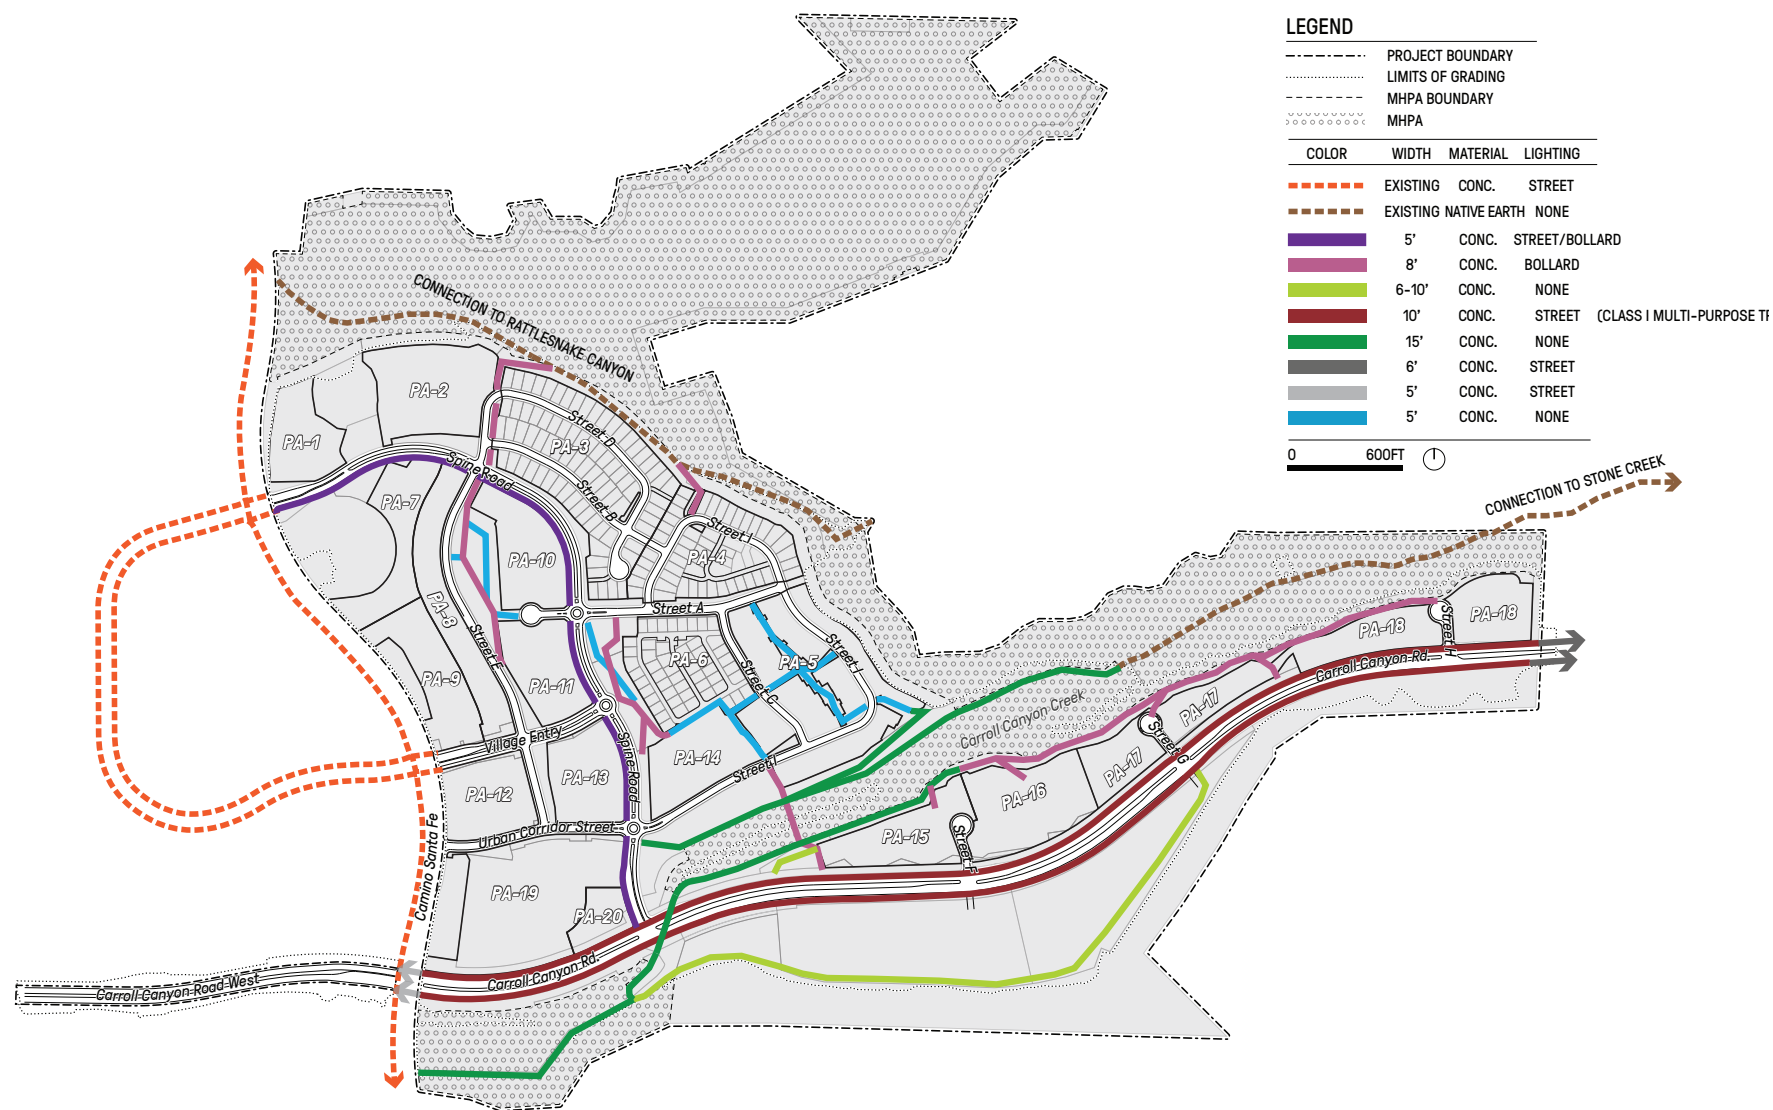 LEGEND
PROJECT BOUNDARY
LIMITS OF GRADING
MHPA BOUNDARY
MHPA
COLOR WIDTH MATERIAL LIGHTING
EXISTING CONC. STREET
EXISTING NATIVE EARTH NONE
5' CONC. STREET/BOLLARD
8' CONC. BOLLARD
6-10' CONC. NONE
10' CONC. STREET (CLASS I MULTI-PURPOSE TR
15' CONC. NONE
6' CONC. STREET
5' CONC. STREET
5' CONC. NONE
0 600FT
CONNECTION TO RATTLESNAKE CANYON
CONNECTION TO STONE CREEK
PA-1
PA-2
PA-3
Street D
Spine Road
PA-7
Street B
Street I
PA-4
PA-10
PA-8
Street A
Street E
PA-6
PA-5
Street I
Street C
PA-9
PA-11
Village Entry
Spine Road
PA-14
Street I
PA-13
PA-12
Urban Corridor Street
Camino Santa Fe
PA-19
PA-20
Carroll Canyon Rd.
Carroll Canyon Road West
Carroll Canyon Creek
PA-15
Street F
PA-16
PA-17
Street G
PA-17
Carroll Canyon Rd.
PA-18
Street H
PA-18